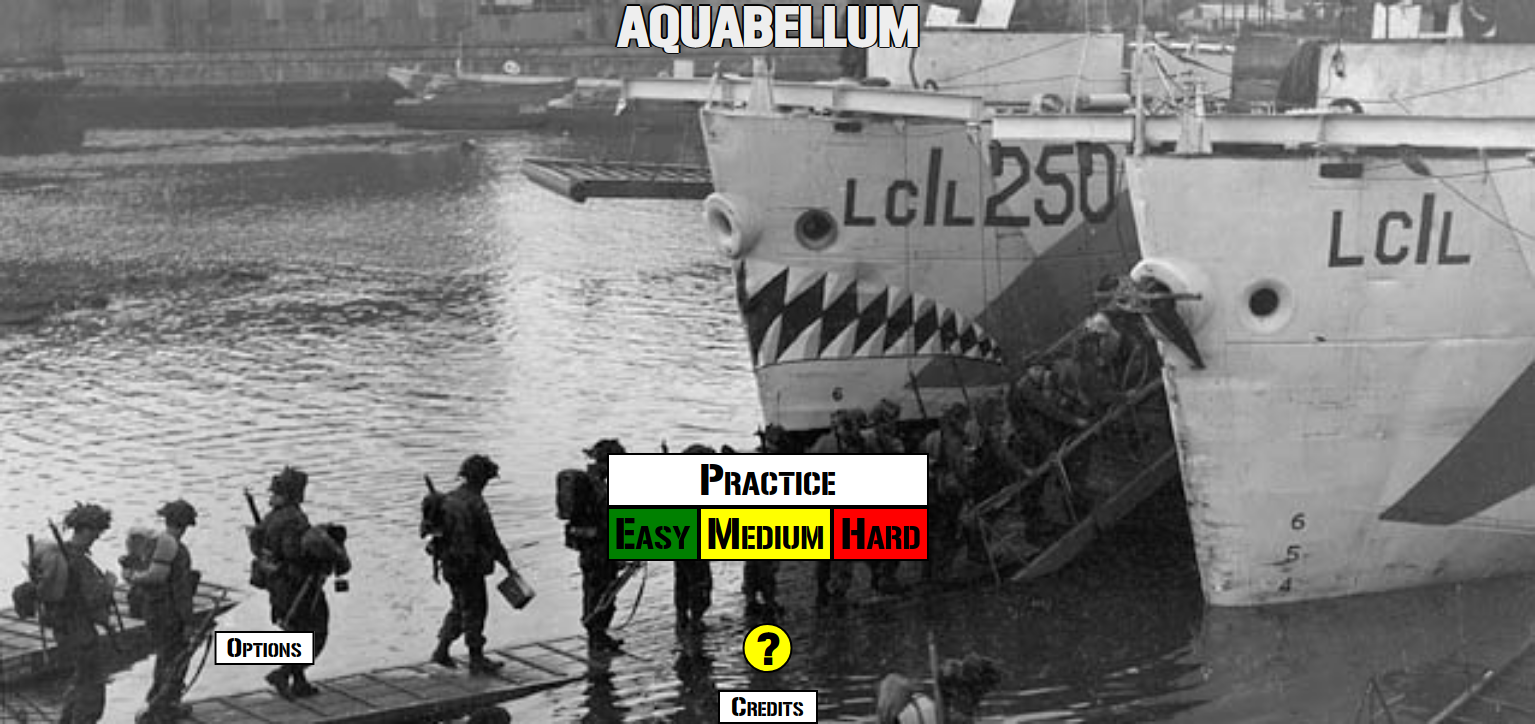 AQUABELLUM
LCIL 250
LCIL
6
Practice
Easy Medium Hard
6
5
4
Options
?
Credits